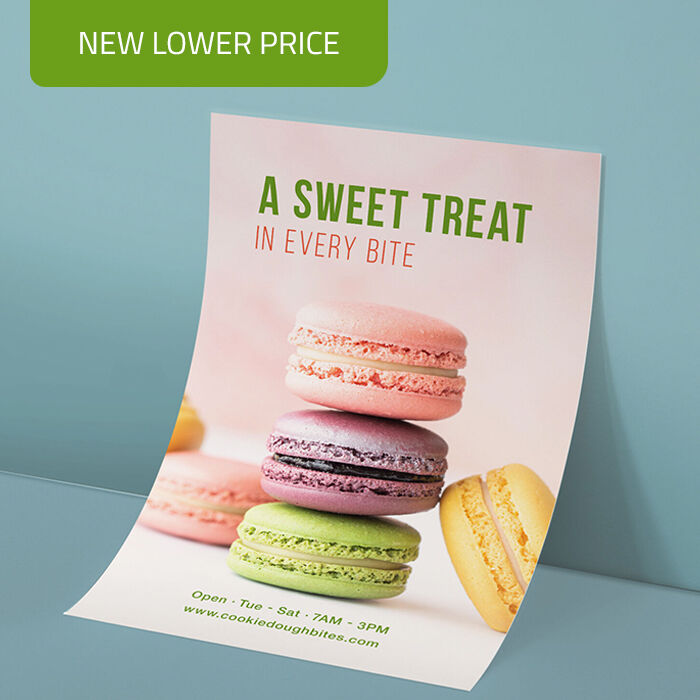 NEW LOWER PRICE
A SWEET TREAT
IN EVERY BITE
Open · Tue - Sat · 7AM - 3PM
www.cookiedoughbites.com